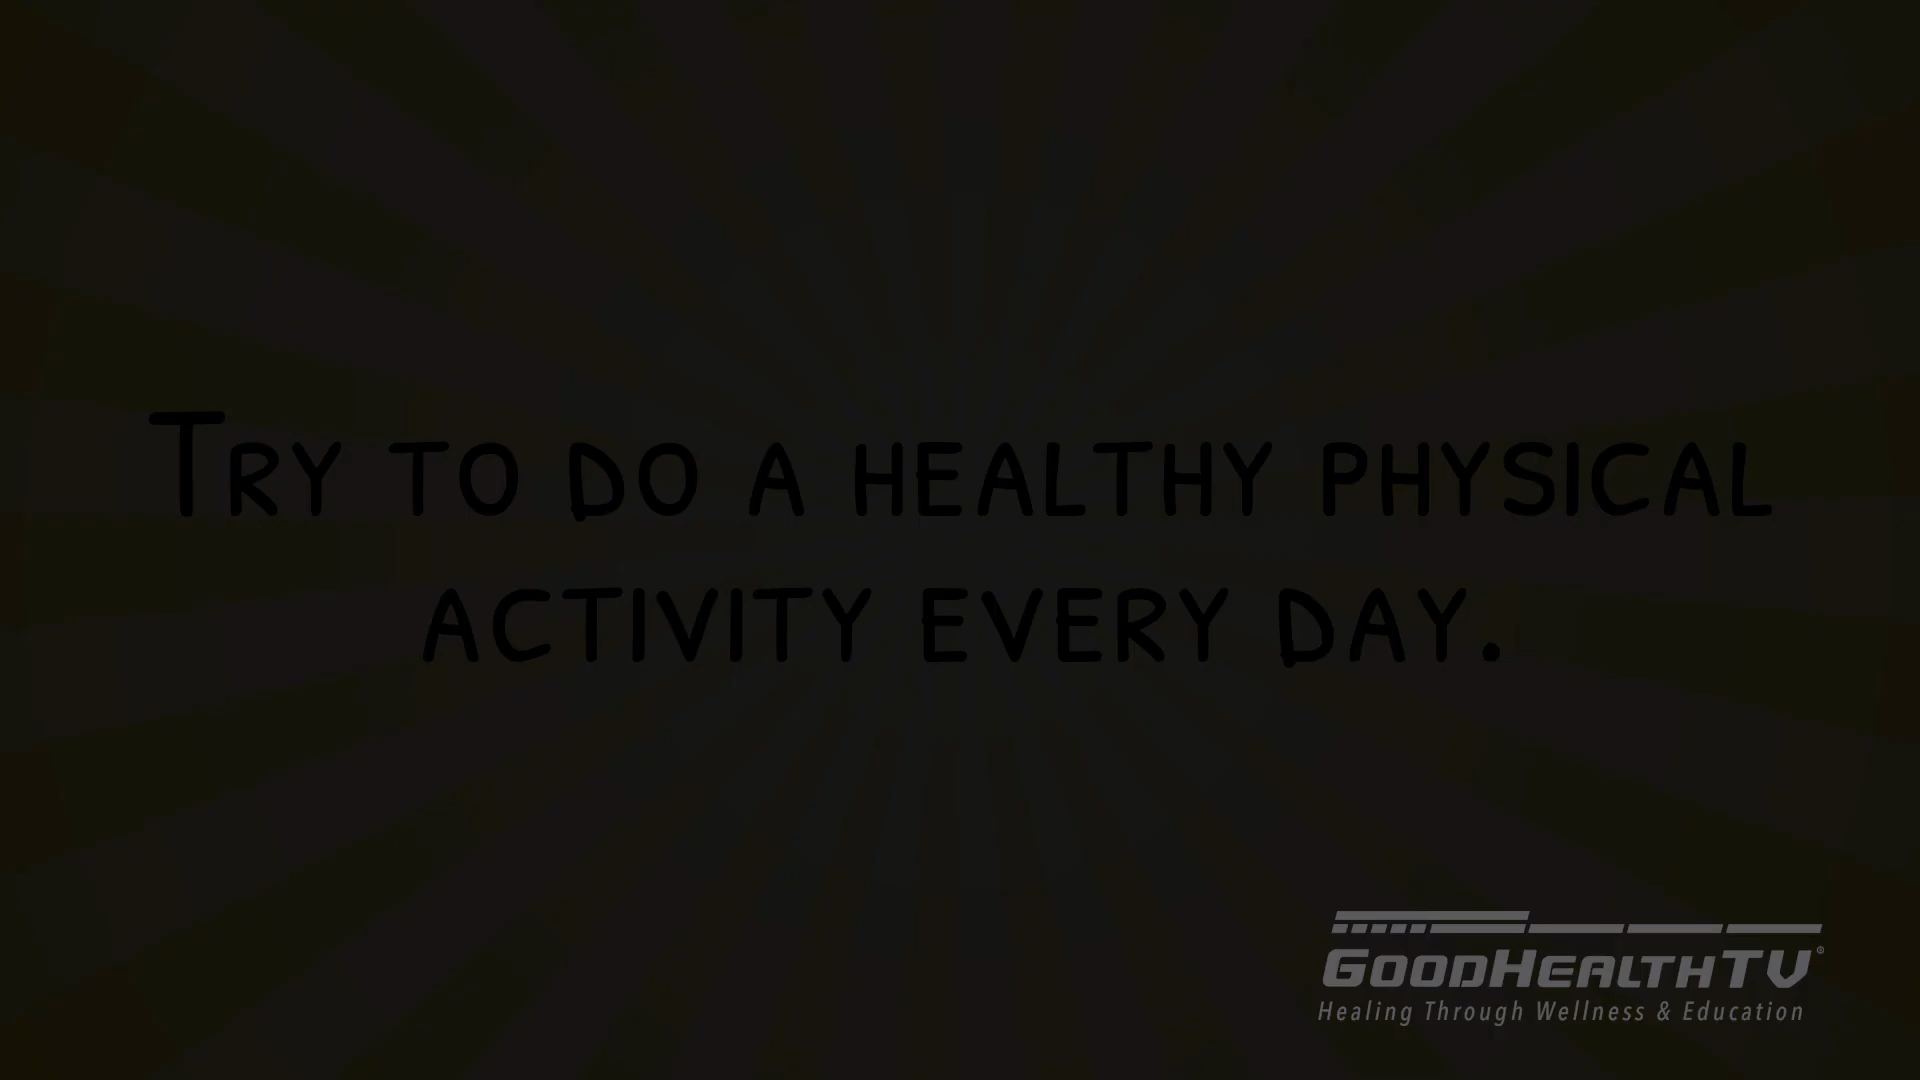 Try to do a healthy physical
activity every day.
GoodHealthTV®
Healing Through Wellness & Education